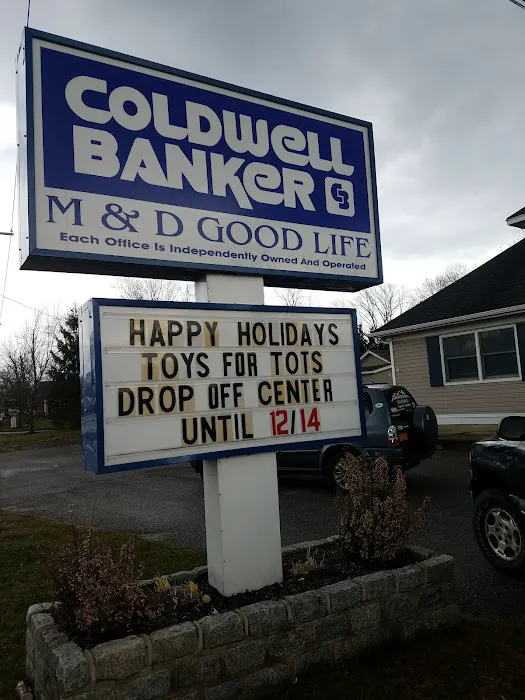 COLDWELL
BANKER
M & D GOOD LIFE
Each Office Is Independently Owned And Operated
HAPPY HOLIDAYS
TOYS FOR TOTS
DROP OFF CENTER
UNTIL 12/14